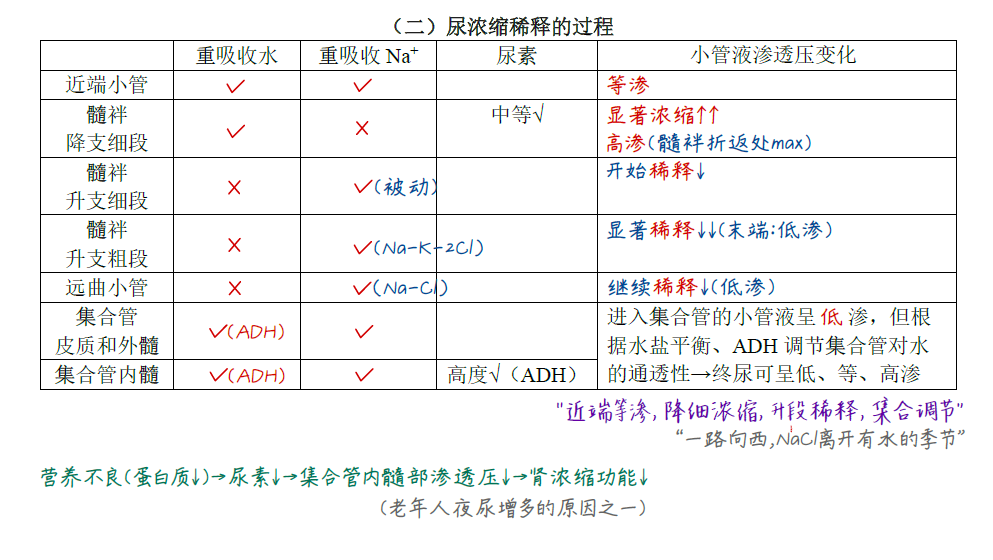 （二）尿浓缩稀释的过程
重吸收水 重吸收 Na⁺ 尿素 小管液渗透压变化
近端小管 ✓ ✓ 等渗
髓袢 中等√ 显著浓缩↑↑
降支细段 ✓ × 高渗(髓袢折返处max)
髓袢 开始稀释↓
升支细段 × ✓(被动)
髓袢 显著稀释↓↓(末端:低渗)
升支粗段 × ✓(Na-K-2Cl)
远曲小管 × ✓(Na-Cl) 继续稀释↓(低渗)
集合管 进入集合管的小管液呈 低 渗，但根
皮质和外髓 ✓(ADH) ✓ 据水盐平衡、ADH 调节集合管对水
集合管内髓 ✓(ADH) ✓ 高度√（ADH） 的通透性→终尿可呈低、等、高渗
"近端等渗, 降细浓缩, 升段稀释, 集合调节"
“一路向西,NaCl离开有水的季节”
营养不良(蛋白质↓)→尿素↓→集合管内髓部渗透压↓→肾浓缩功能↓
(老年人夜尿增多的原因之一)